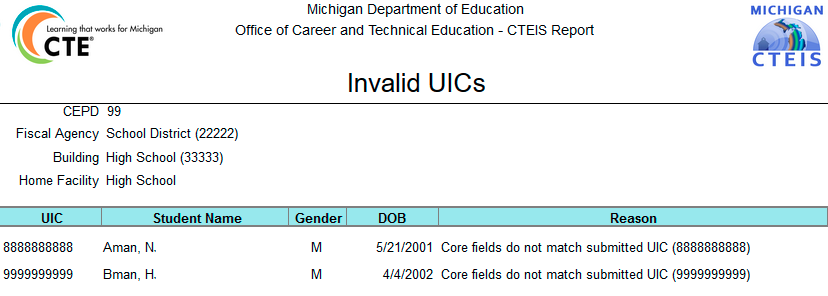 Learning that works for Michigan
CTE®
Michigan Department of Education
Office of Career and Technical Education - CTEIS Report
MICHIGAN
CTEIS
Invalid UICs
CEPD 99
Fiscal Agency School District (22222)
Building High School (33333)
Home Facility High School
UIC Student Name Gender DOB Reason
8888888888 Aman, N. M 5/21/2001 Core fields do not match submitted UIC (8888888888)
9999999999 Bman, H. M 4/4/2002 Core fields do not match submitted UIC (9999999999)